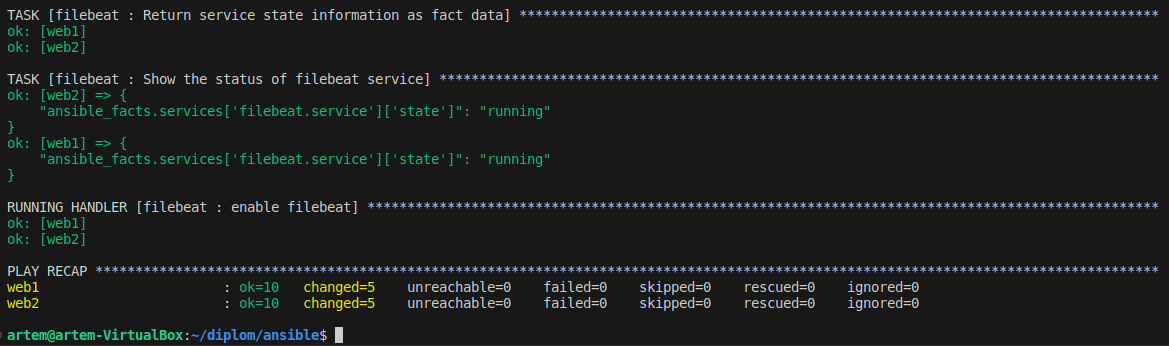 TASK [filebeat : Return service state information as fact data] ********************************************************************************
ok: [web1]
ok: [web2]
TASK [filebeat : Show the status of filebeat service] ******************************************************************************************
ok: [web2] => {
    "ansible_facts.services['filebeat.service']['state']": "running"
}
ok: [web1] => {
    "ansible_facts.services['filebeat.service']['state']": "running"
}
RUNNING HANDLER [filebeat : enable filebeat] ***************************************************************************************************
ok: [web1]
ok: [web2]
PLAY RECAP *************************************************************************************************************************************
web1                       : ok=10   changed=5    unreachable=0    failed=0    skipped=0    rescued=0    ignored=0
web2                       : ok=10   changed=5    unreachable=0    failed=0    skipped=0    rescued=0    ignored=0
artem@artem-VirtualBox:~/diplom/ansible$